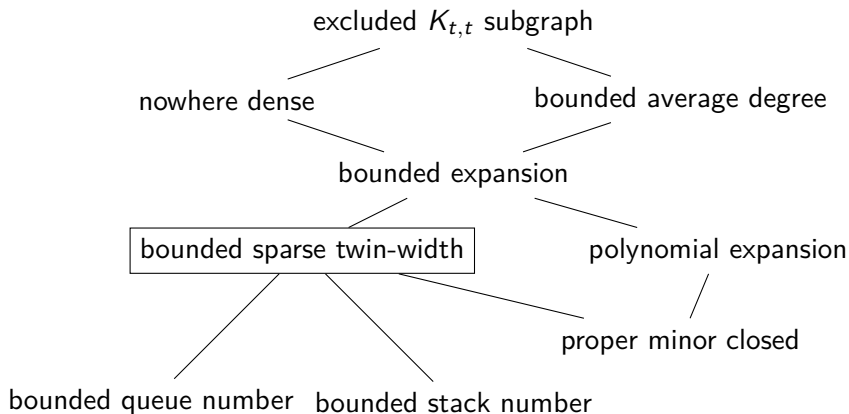 excluded K_{t,t} subgraph
nowhere dense
bounded average degree
bounded expansion
bounded sparse twin-width
polynomial expansion
proper minor closed
bounded queue number
bounded stack number